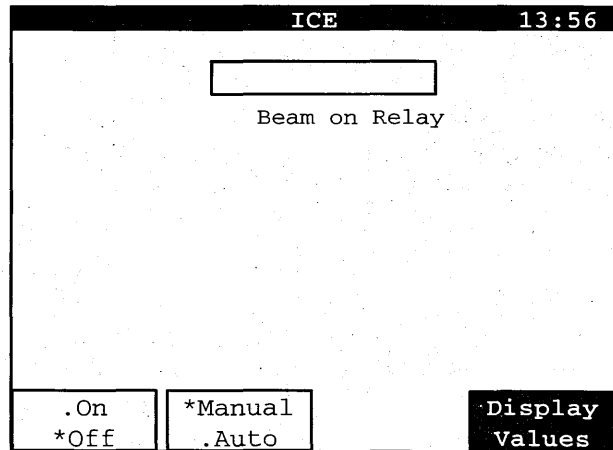 ICE 13:56
Beam on Relay
.On *Manual Display
*Off .Auto Values